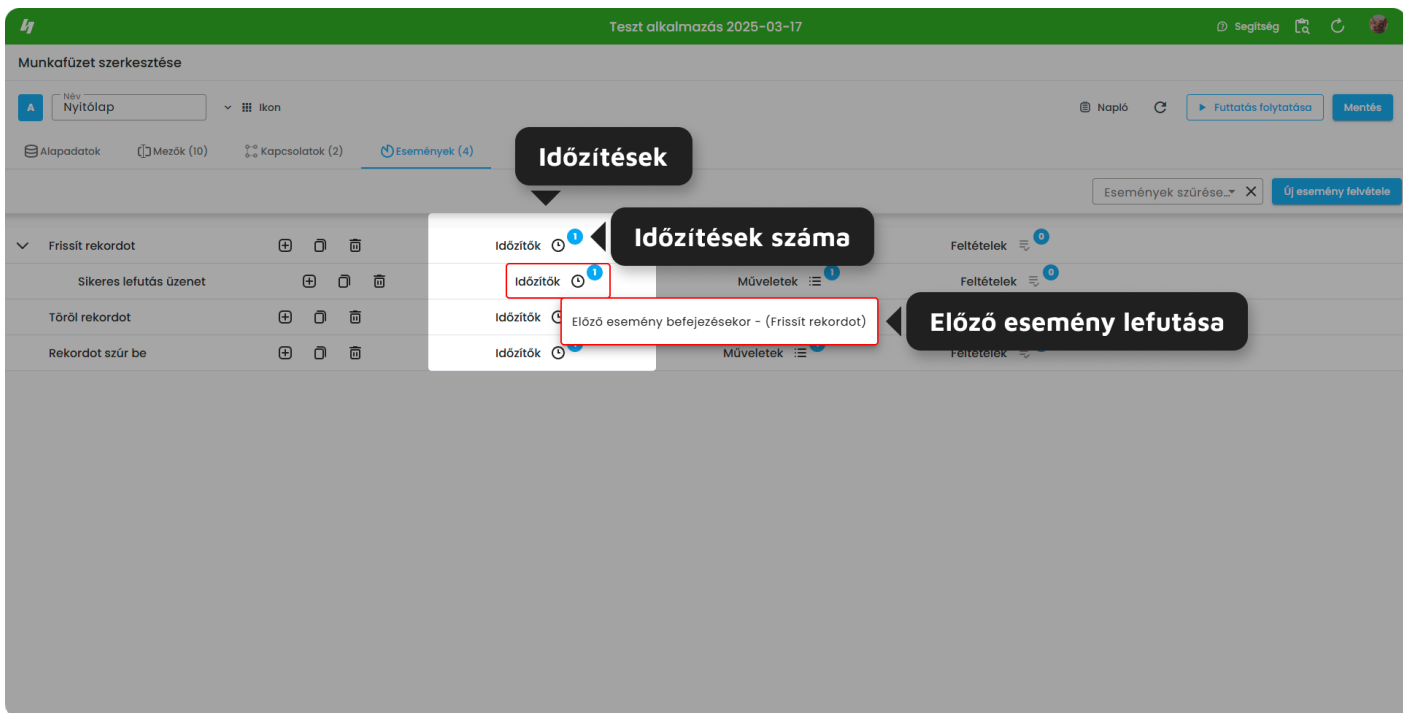 Teszt alkalmazás 2025-03-17
Segítség
Munkafüzet szerkesztése
A
Név
Nyitólap
Ikon
Napló
Futtatás folytatása
Mentés
Alapadatok
Mezők (10)
Kapcsolatok (2)
Események (4)
Időzítések
Események szűrése...
Új esemény felvétele
Frissít rekordot
Időzítők
1
Időzítések száma
Feltételek
0
Sikeres lefutás üzenet
Időzítők
1
Műveletek
1
Feltételek
0
Töröl rekordot
Időzítők
Előző esemény befejezésekor - (Frissít rekordot)
Előző esemény lefutása
Rekordot szúr be
Időzítők
Műveletek
Feltételek